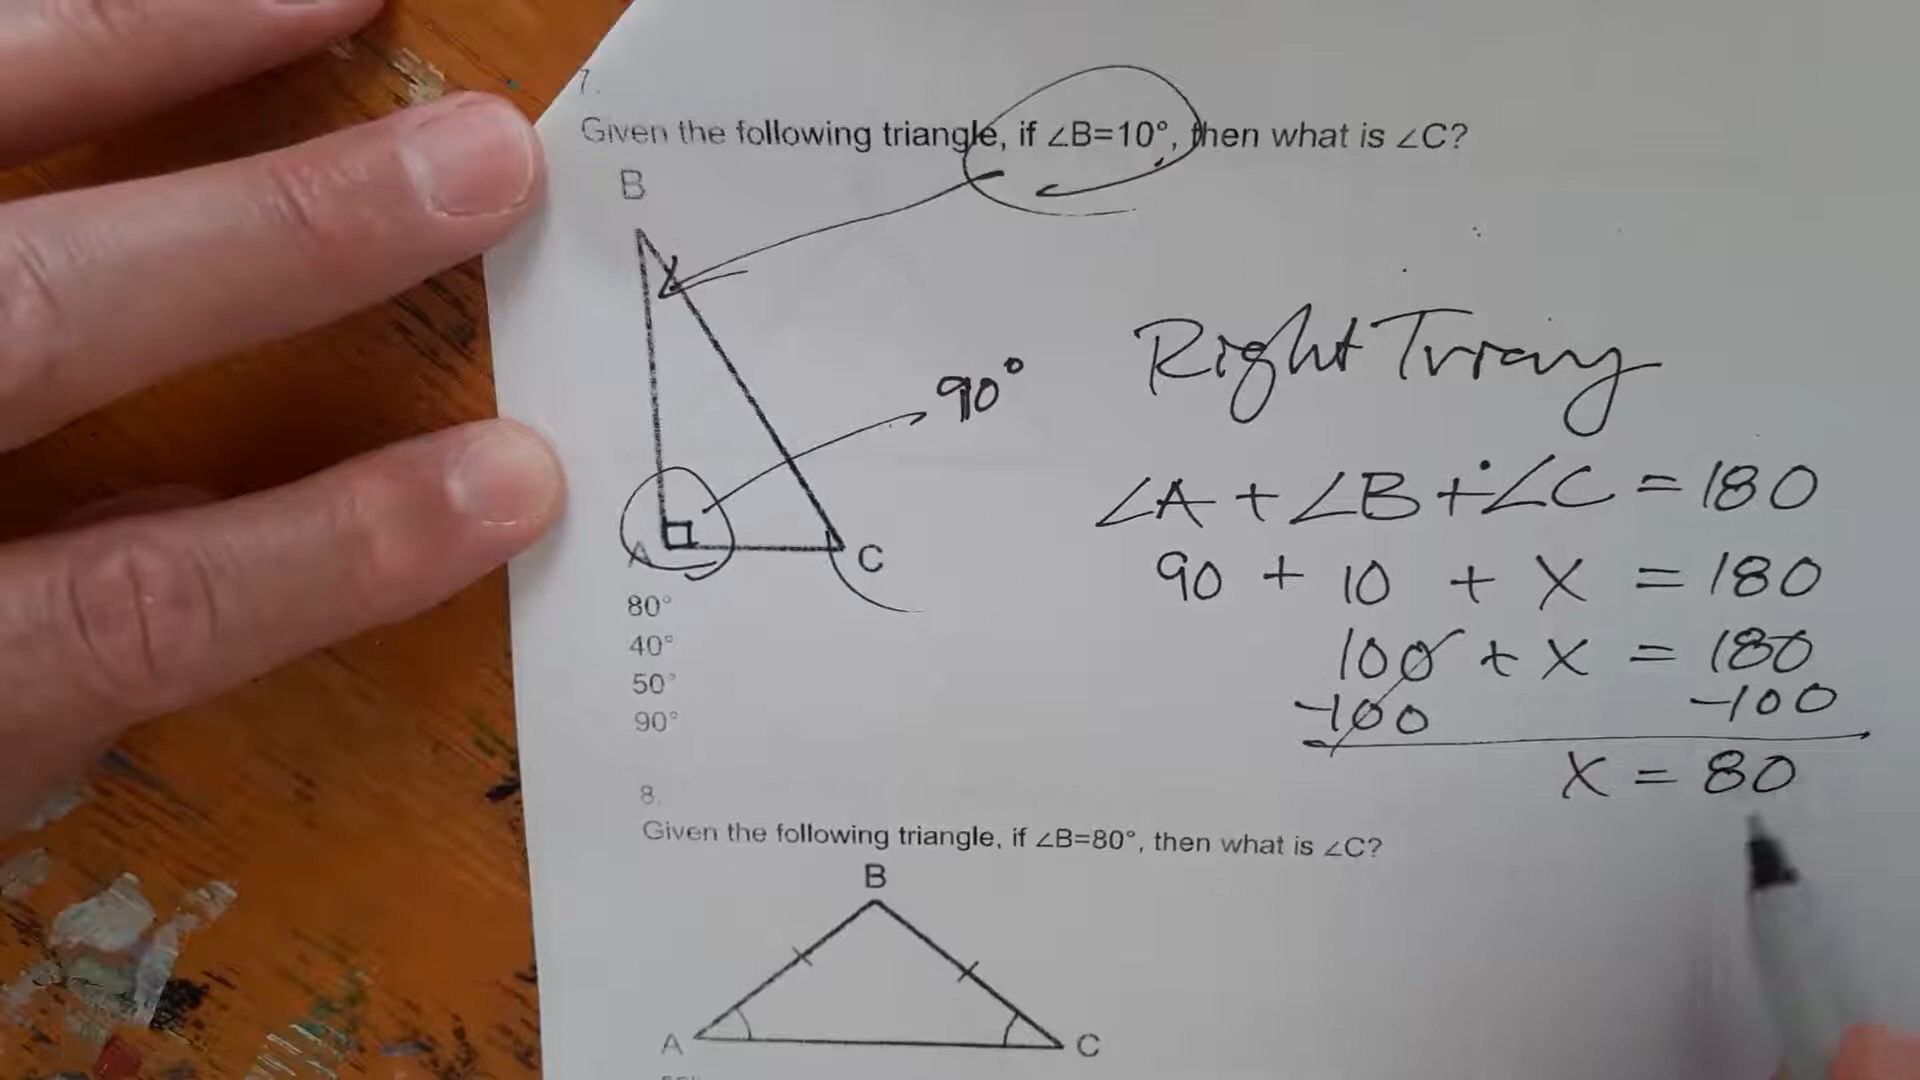 7.
Given the following triangle, if ∠B=10°, then what is ∠C?
B
90°
Right
∠A + ∠B + ∠C = 180
90 + 10 + X = 180
100 + X = 180
-100 -100
X = 80
A
C
80°
40°
50°
90°
8.
Given the following triangle, if ∠B=80°, then what is ∠C?
B
A
C